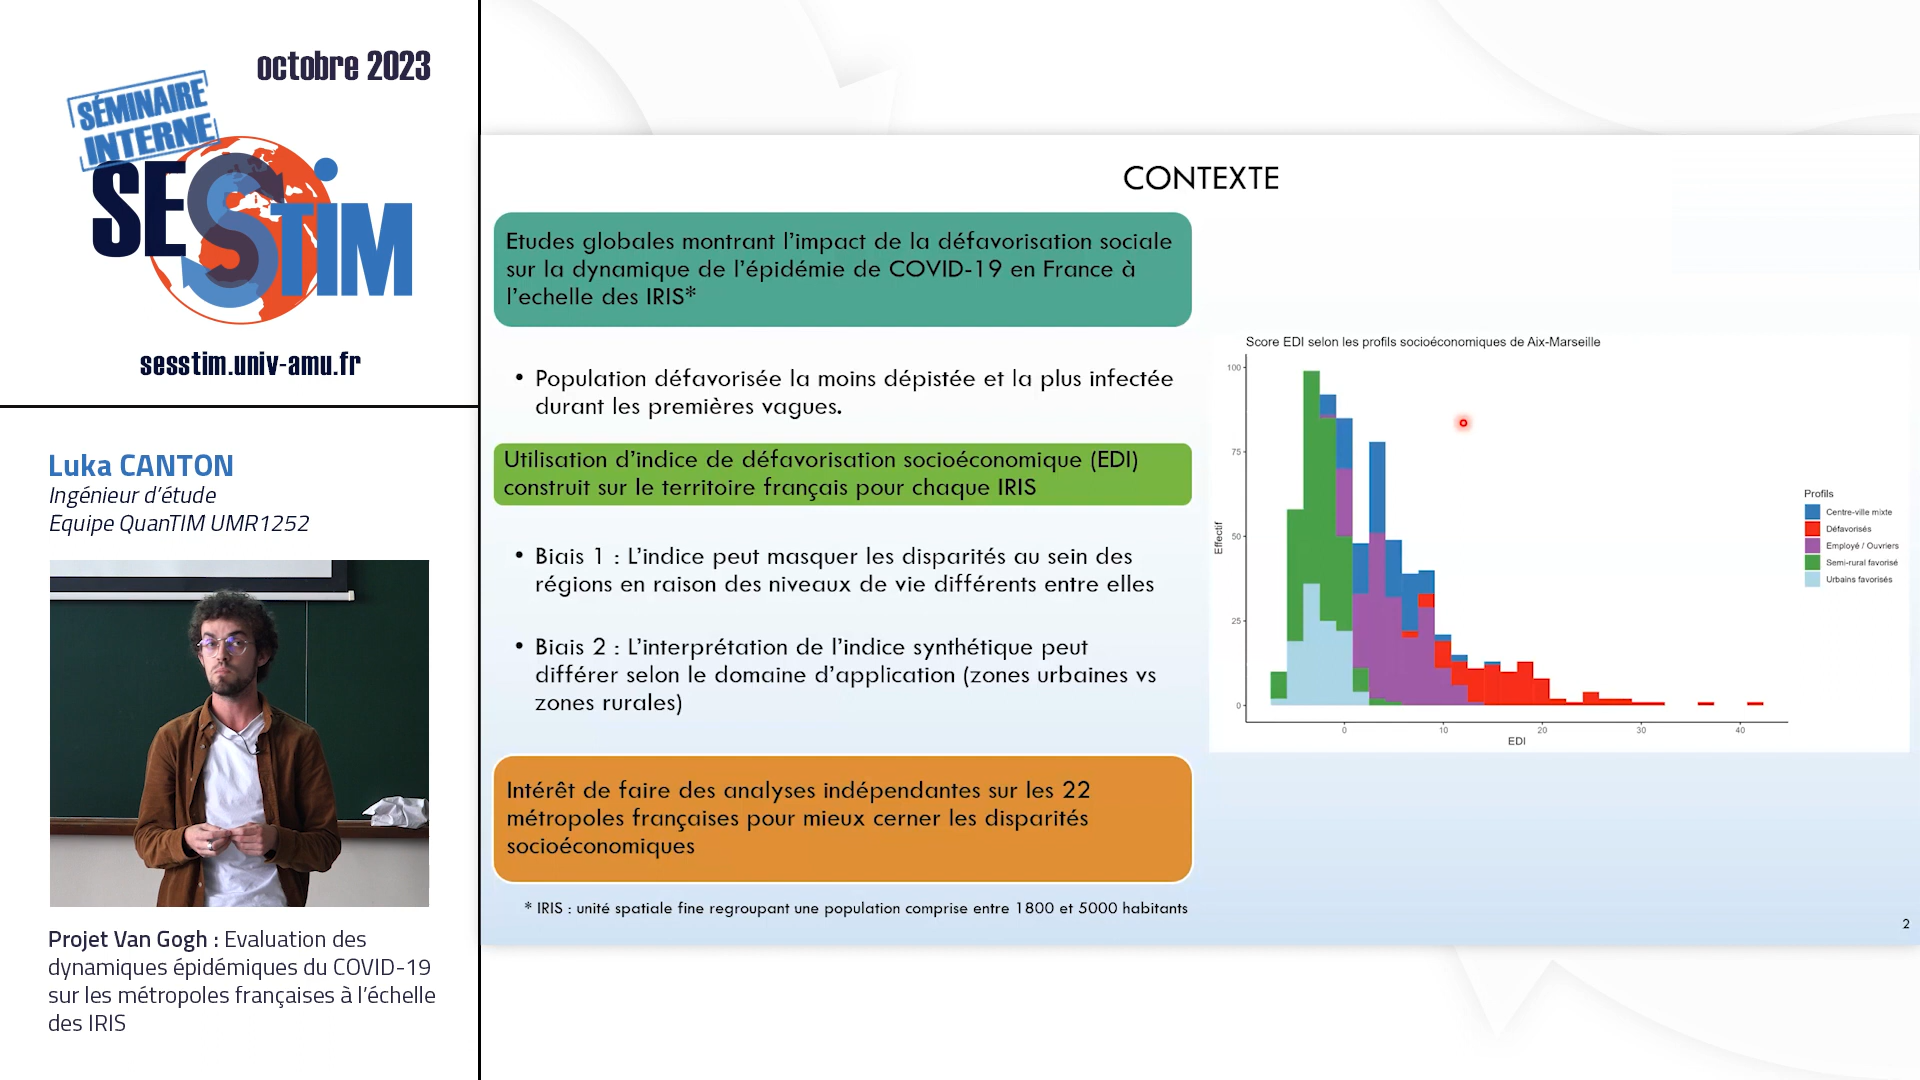 octobre 2023
SÉMINAIRE
INTERNE
SESSTIM
sesstim.univ-amu.fr
Luka CANTON
Ingénieur d'étude
Equipe QuanTIM UMR1252
Projet Van Gogh : Evaluation des
dynamiques épidémiques du COVID-19
sur les métropoles françaises à l'échelle
des IRIS
CONTEXTE
Etudes globales montrant l'impact de la défavorisation sociale
sur la dynamique de l'épidémie de COVID-19 en France à
l'echelle des IRIS*
• Population défavorisée la moins dépistée et la plus infectée
durant les premières vagues.
Utilisation d'indice de défavorisation socioéconomique (EDI)
construit sur le territoire français pour chaque IRIS
• Biais 1 : L'indice peut masquer les disparités au sein des
régions en raison des niveaux de vie différents entre elles
• Biais 2 : L'interprétation de l'indice synthétique peut
différer selon le domaine d'application (zones urbaines vs
zones rurales)
Intérêt de faire des analyses indépendantes sur les 22
métropoles françaises pour mieux cerner les disparités
socioéconomiques
* IRIS : unité spatiale fine regroupant une population comprise entre 1800 et 5000 habitants
Score EDI selon les profils socioéconomiques de Aix-Marseille
Effectif
100
75
50
25
0
0 10 20 30 40
EDI
Profils
Centre-ville mixte
Défavorisés
Employé / Ouvriers
Semi-rural favorisé
Urbains favorisés
2